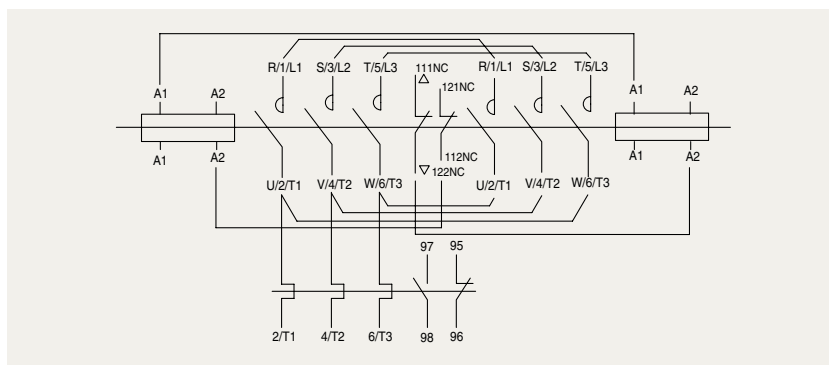 R/1/L1 S/3/L2 T/5/L3 111NC R/1/L1 S/3/L2 T/5/L3
121NC
A1 A2 A1 A2
A1 A2 A1 A2
112NC
122NC
U/2/T1 V/4/T2 W/6/T3 U/2/T1 V/4/T2 W/6/T3
97 95
2/T1 4/T2 6/T3 98 96